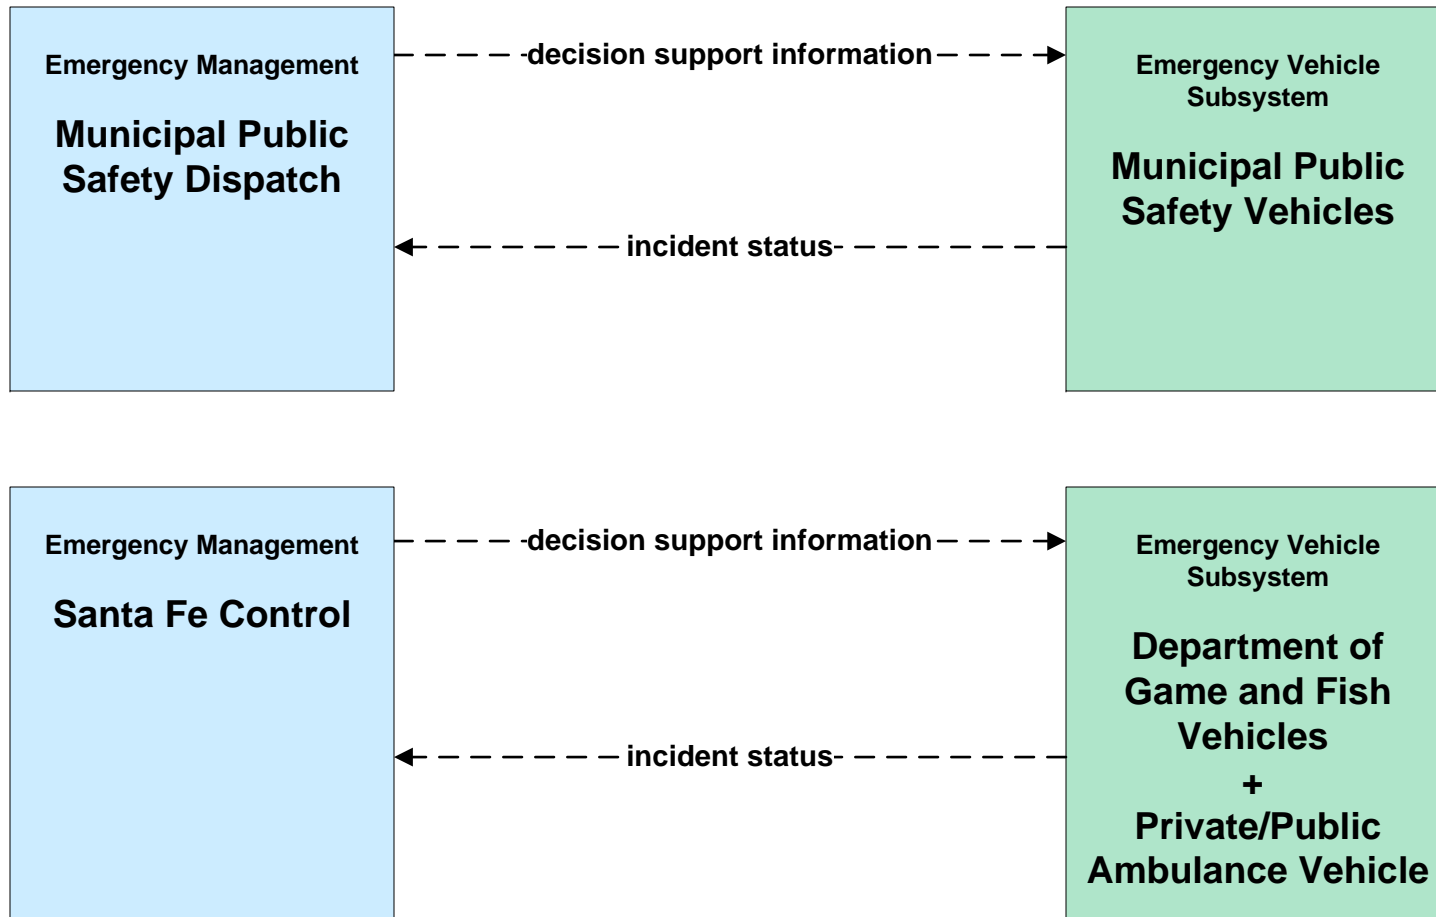 Emergency Management
Municipal Public
Safety Dispatch
decision support information
incident status
Emergency Vehicle
Subsystem
Municipal Public
Safety Vehicles
Emergency Management
Santa Fe Control
decision support information
incident status
Emergency Vehicle
Subsystem
Department of
Game and Fish
Vehicles
+
Private/Public
Ambulance Vehicle